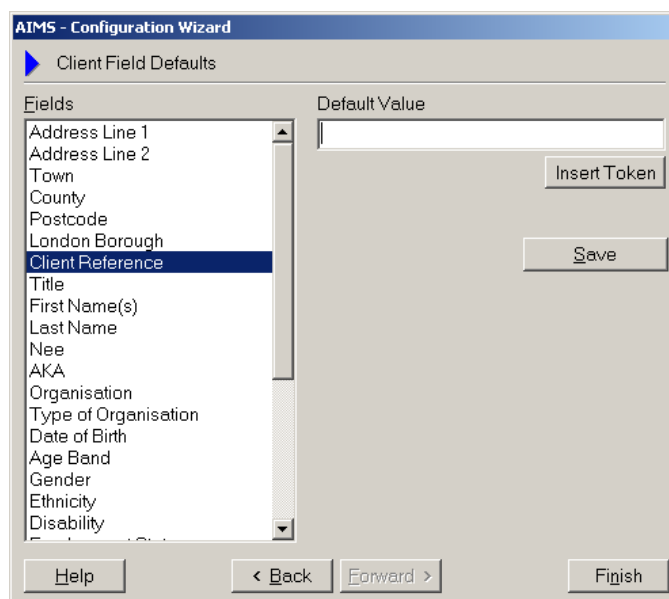 AIMS - Configuration Wizard
Client Field Defaults
Fields
Default Value
Address Line 1
Address Line 2
Town
County
Postcode
London Borough
Client Reference
Title
First Name(s)
Last Name
Nee
AKA
Organisation
Type of Organisation
Date of Birth
Age Band
Gender
Ethnicity
Disability
Insert Token
Save
Help
< Back
Forward >
Finish